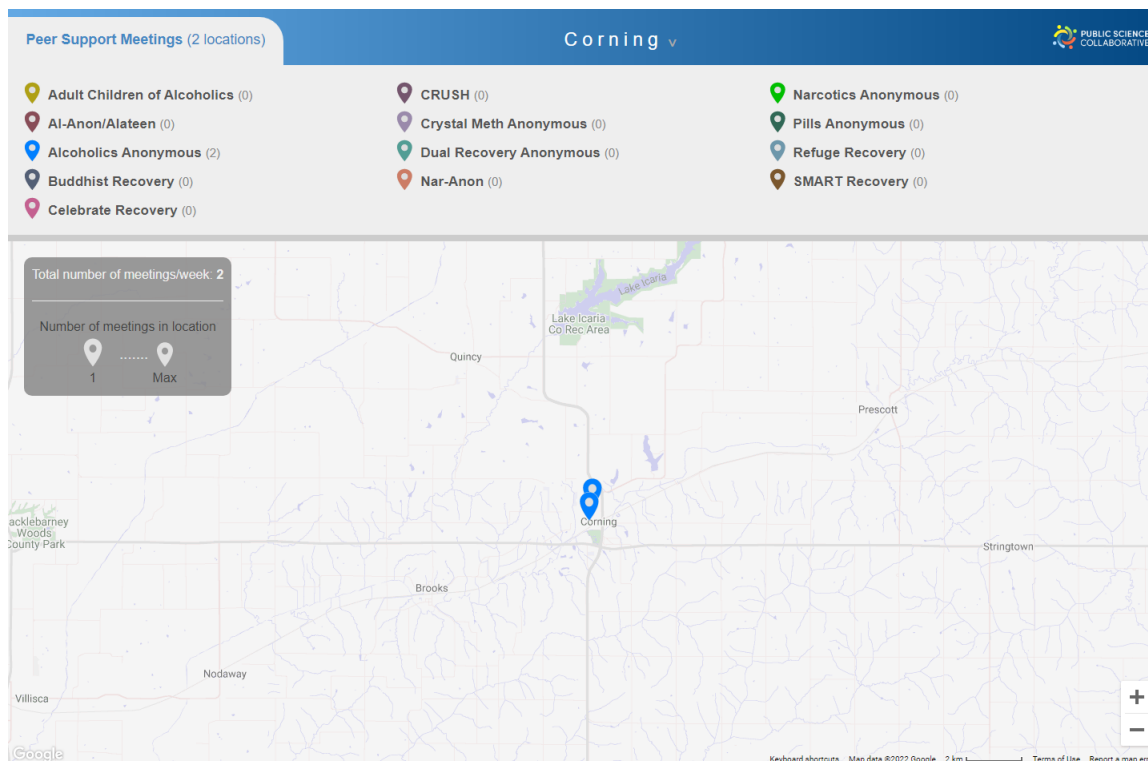 Peer Support Meetings (2 locations)
Corning v
PUBLIC SCIENCE
COLLABORATIVE
Adult Children of Alcoholics (0)
Al-Anon/Alateen (0)
Alcoholics Anonymous (2)
Buddhist Recovery (0)
Celebrate Recovery (0)
CRUSH (0)
Crystal Meth Anonymous (0)
Dual Recovery Anonymous (0)
Nar-Anon (0)
Narcotics Anonymous (0)
Pills Anonymous (0)
Refuge Recovery (0)
SMART Recovery (0)
Total number of meetings/week: 2
Number of meetings in location
1 ....... Max
Lake Icaria
Lake Icaria
Co Rec Area
Quincy
Prescott
Corning
acklebarney
Woods
County Park
Stringtown
Brooks
Nodaway
Villisca
Google
Keyboard shortcuts Map data ©2022 Google 2 km Terms of Use Report a map er